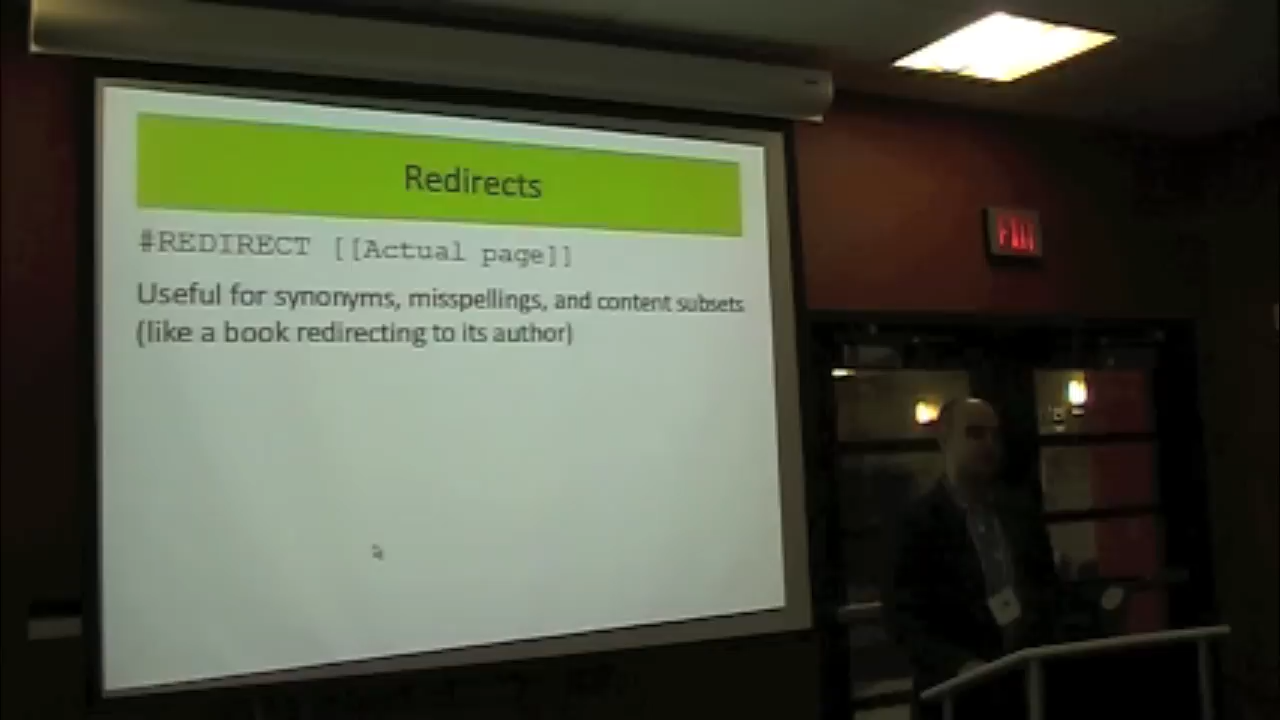 Redirects
#REDIRECT [[Actual page]]
Useful for synonyms, misspellings, and content subsets
(like a book redirecting to its author)
EXIT